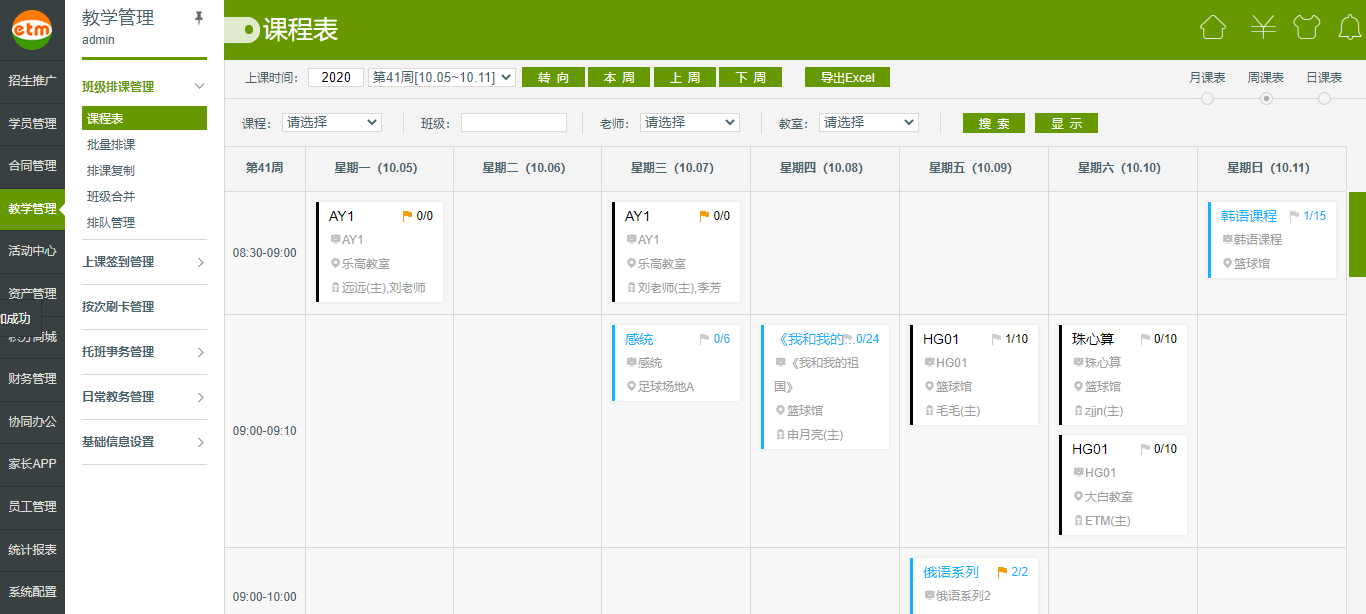 etm
招生推广
学员管理
合同管理
教学管理
活动中心
资产管理
加成功
积分商城
财务管理
协同办公
家长APP
员工管理
统计报表
系统配置
教学管理
admin
班级排课管理
课程表
批量排课
排课复制
班级合并
排队管理
上课签到管理
按次刷卡管理
托班事务管理
日常教务管理
基础信息设置
课程表
上课时间: 2020 第41周[10.05~10.11] 转 向 本 周 上 周 下 周 导出Excel 月课表 周课表 日课表
课程: 请选择 班级: 老师: 请选择 教室: 请选择 搜 索 显 示
第41周 星期一 (10.05) 星期二 (10.06) 星期三 (10.07) 星期四 (10.08) 星期五 (10.09) 星期六 (10.10) 星期日 (10.11)
08:30-09:00
AY1 0/0
AY1
乐高教室
远远(主),刘老师
AY1 0/0
AY1
乐高教室
刘老师(主),李芳
韩语课程 1/15
韩语课程
篮球馆
09:00-09:10
感统 0/6
感统
足球场地A
《我和我的... 0/24
《我和我的祖
国》
篮球馆
申月亮(主)
HG01 1/10
HG01
篮球馆
毛毛(主)
珠心算 0/10
珠心算
篮球馆
zjjn(主)
HG01 0/10
HG01
大白教室
ETM(主)
09:00-10:00
俄语系列 2/2
俄语系列2